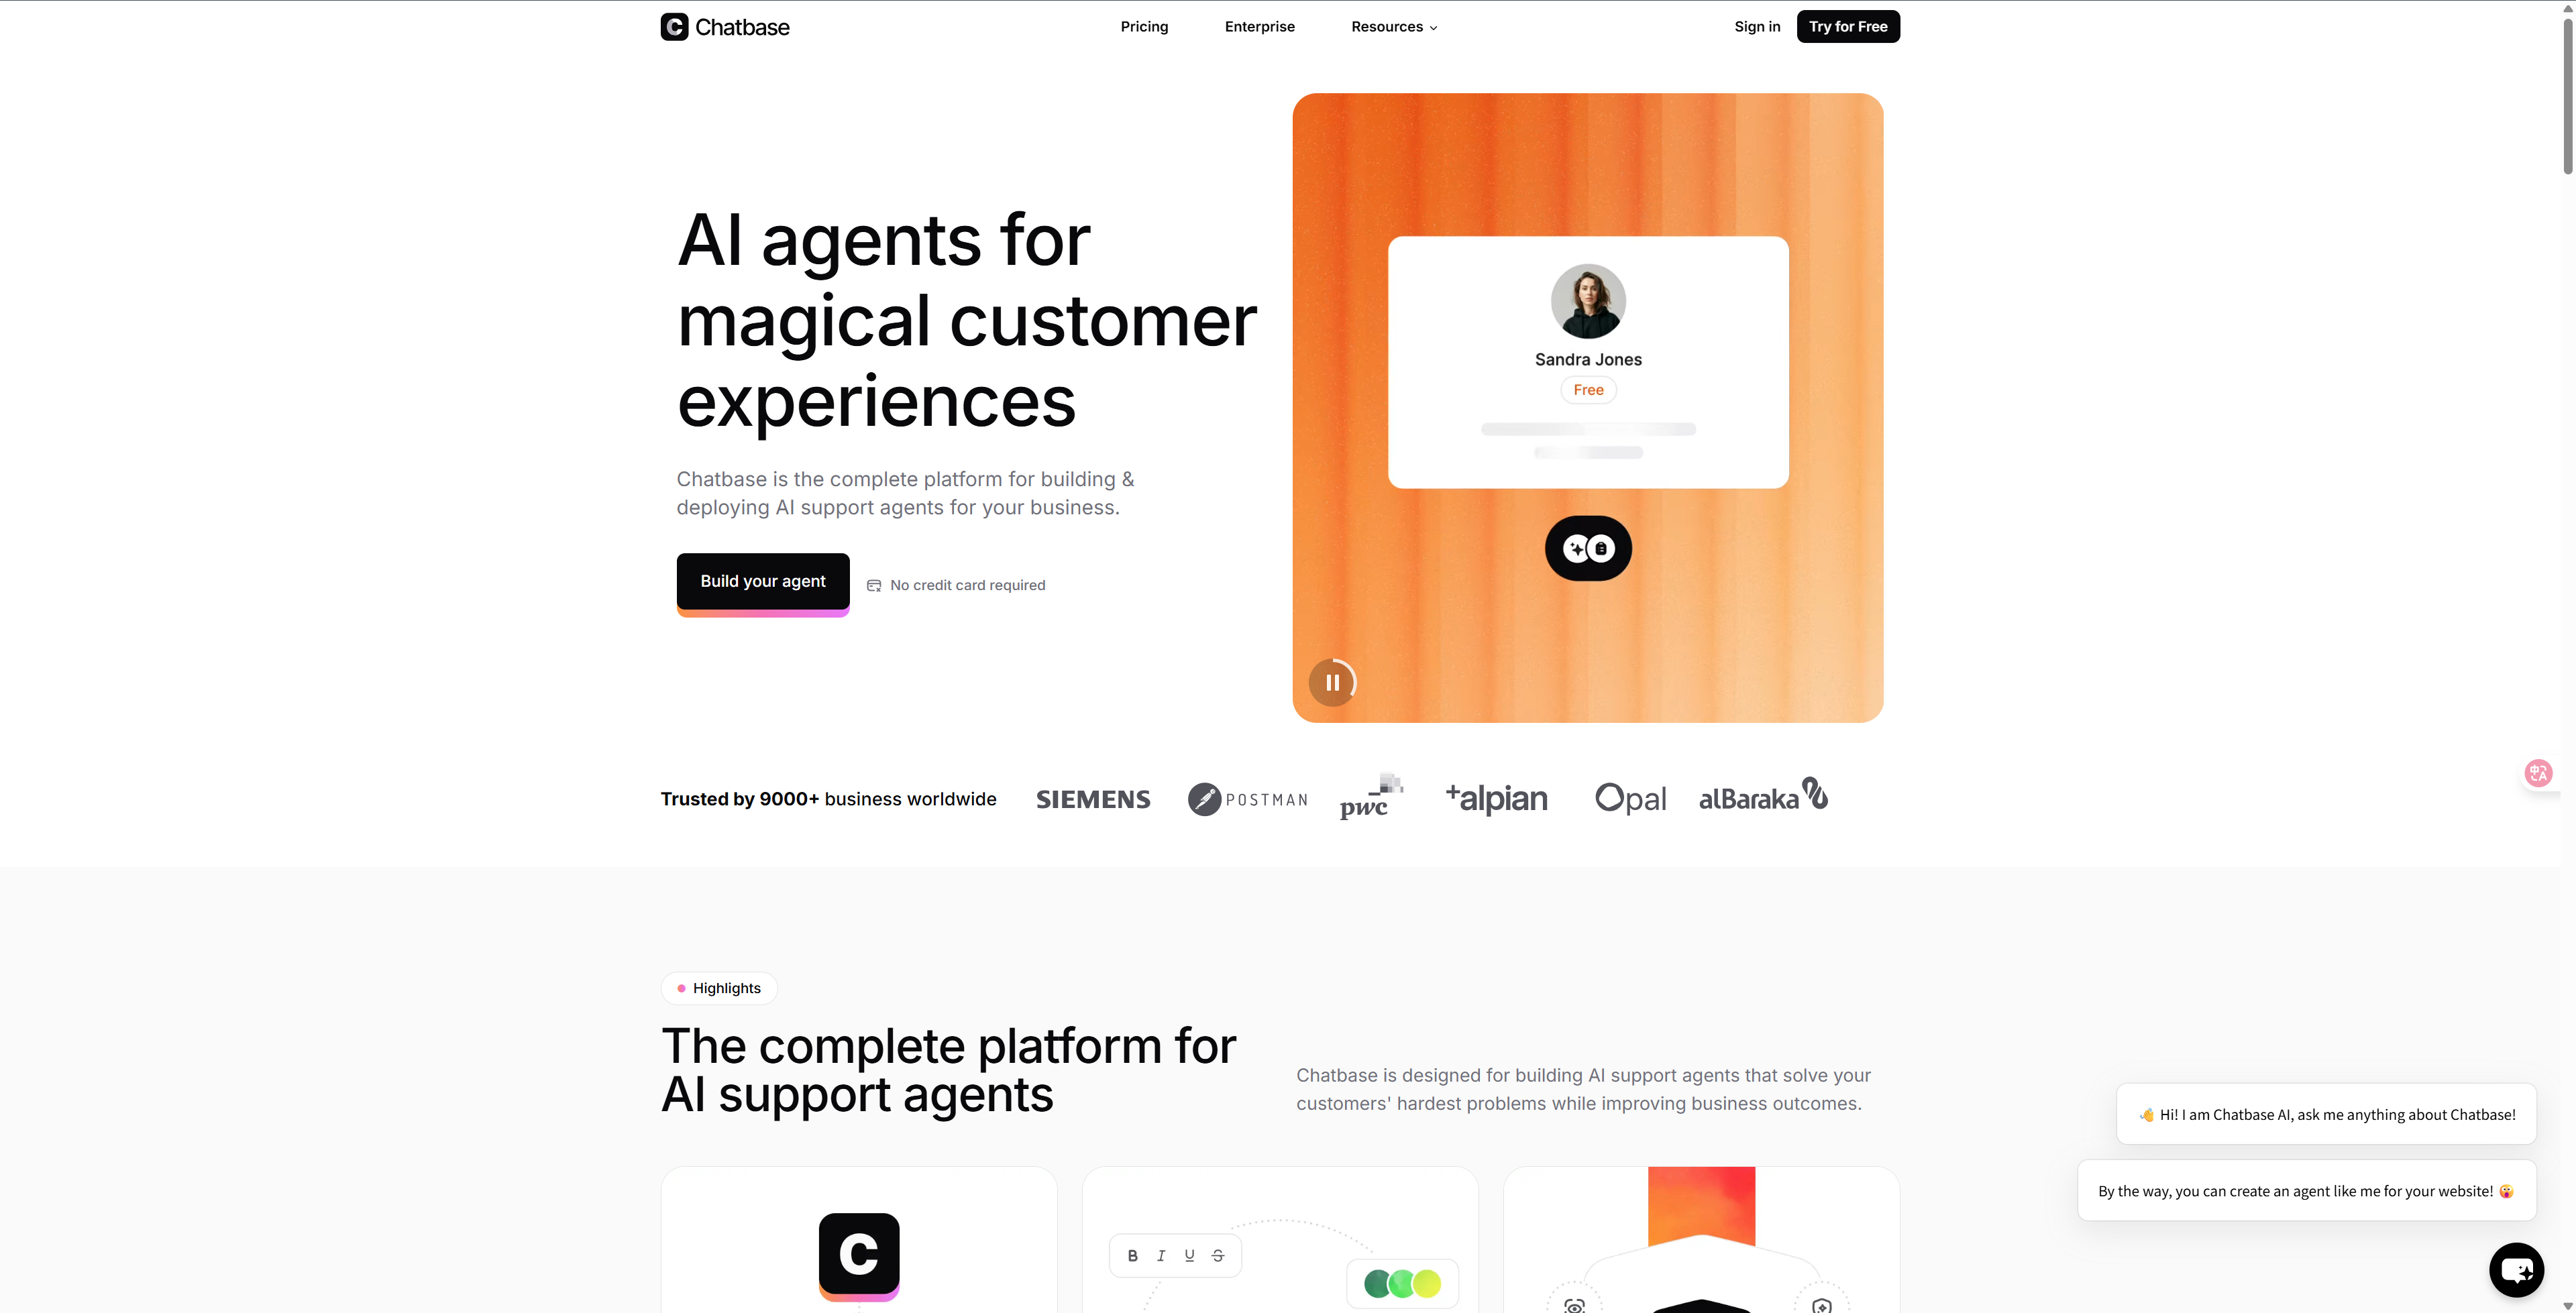 Chatbase
Pricing
Enterprise
Resources
Sign in
Try for Free
AI agents for
magical customer
experiences
Chatbase is the complete platform for building &
deploying AI support agents for your business.
Build your agent
No credit card required
Sandra Jones
Free
Trusted by 9000+ business worldwide
SIEMENS
POSTMAN
pwc
+alpian
Opal
alBaraka
Highlights
The complete platform for
AI support agents
Chatbase is designed for building AI support agents that solve your
customers' hardest problems while improving business outcomes.
C
B I U S
👋 Hi! I am Chatbase AI, ask me anything about Chatbase!
By the way, you can create an agent like me for your website! 😮
中A